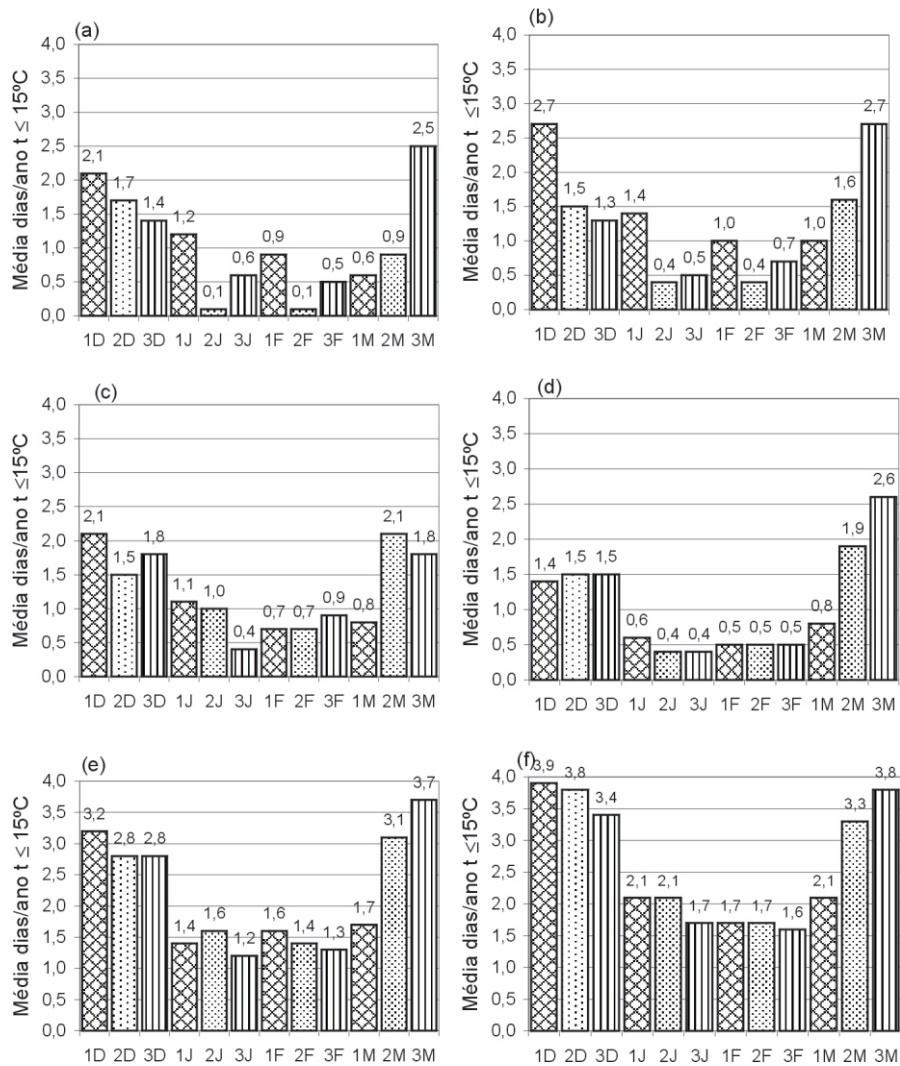 (a)
Média dias/ano t ≤ 15ºC
4,0
3,5
3,0
2,5
2,0
1,5
1,0
0,5
0,0
2,1 1,7 1,4 1,2 0,1 0,6 0,9 0,1 0,5 0,6 0,9 2,5
1D 2D 3D 1J 2J 3J 1F 2F 3F 1M 2M 3M
(b)
Média dias/ano t ≤15ºC
4,0
3,5
3,0
2,5
2,0
1,5
1,0
0,5
0,0
2,7 1,5 1,3 1,4 0,4 0,5 1,0 0,4 0,7 1,0 1,6 2,7
1D 2D 3D 1J 2J 3J 1F 2F 3F 1M 2M 3M
(c)
Média dias/ano t ≤15ºC
4,0
3,5
3,0
2,5
2,0
1,5
1,0
0,5
0,0
2,1 1,5 1,8 1,1 1,0 0,4 0,7 0,7 0,9 0,8 2,1 1,8
1D 2D 3D 1J 2J 3J 1F 2F 3F 1M 2M 3M
(d)
Média dias/ano t ≤15ºC
4,0
3,5
3,0
2,5
2,0
1,5
1,0
0,5
0,0
1,4 1,5 1,5 0,6 0,4 0,4 0,5 0,5 0,5 0,8 1,9 2,6
1D 2D 3D 1J 2J 3J 1F 2F 3F 1M 2M 3M
(e)
Média dias/ano t ≤ 15ºC
4,0
3,5
3,0
2,5
2,0
1,5
1,0
0,5
0,0
3,2 2,8 2,8 1,4 1,6 1,2 1,6 1,4 1,3 1,7 3,1 3,7
1D 2D 3D 1J 2J 3J 1F 2F 3F 1M 2M 3M
(f)
Média dias/ano t ≤15ºC
4,0
3,5
3,0
2,5
2,0
1,5
1,0
0,5
0,0
3,9 3,8 3,4 2,1 2,1 1,7 1,7 1,7 1,6 2,1 3,3 3,8
1D 2D 3D 1J 2J 3J 1F 2F 3F 1M 2M 3M